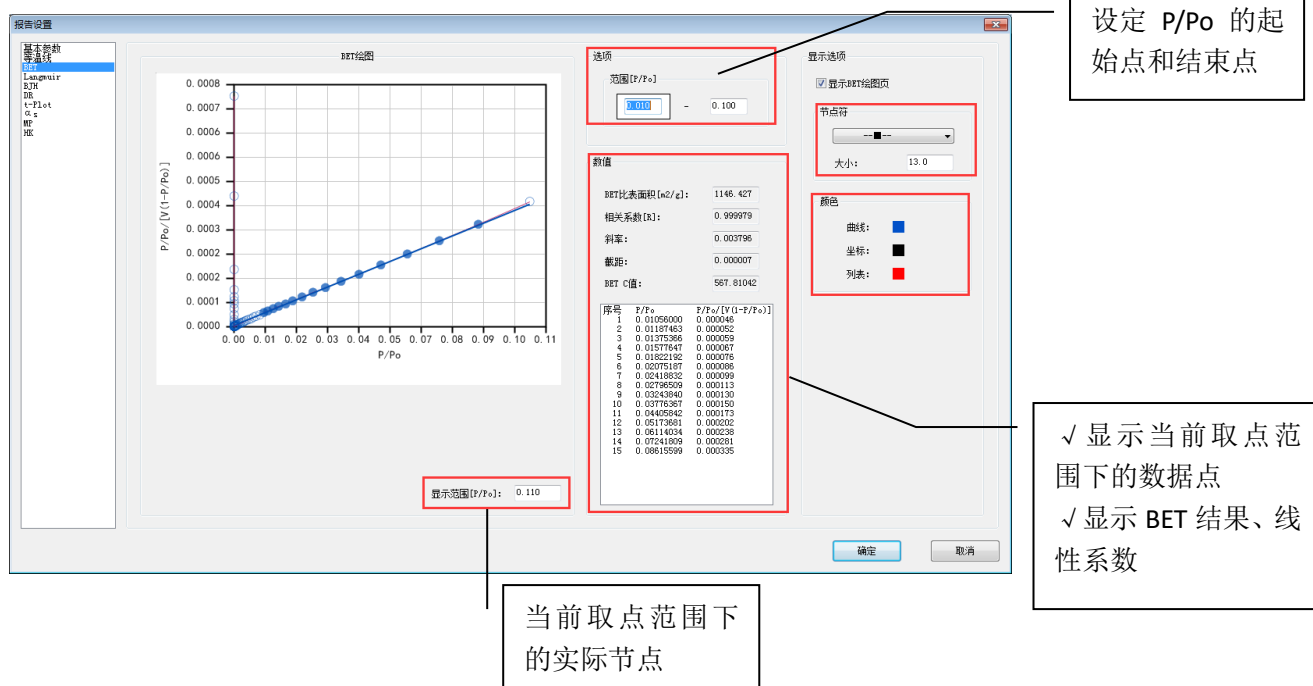 设定 P/Po 的起
始点和结束点
报告设置
基本参数
等温线
BET
Langmuir
BJH
DR
t-Plot
αs
MP
HK
BET绘图
0.0008
0.0007
0.0006
0.0006
0.0005
0.0004
0.0003
0.0002
0.0002
0.0001
0.0000
P/Po/[V(1-P/Po)]
0.00 0.01 0.02 0.03 0.04 0.05 0.07 0.08 0.09 0.10 0.11
P/Po
显示范围[P/Po]: 0.110
选项
范围[P/Po]
0.010 - 0.100
数值
BET比表面积[m2/g]: 1146.427
相关系数[R]: 0.999979
斜率: 0.003796
截距: 0.000007
BET C值: 567.81042
序号 P/Po P/Po/[V(1-P/Po)]
1 0.01056000 0.000046
2 0.01187463 0.000052
3 0.01375366 0.000059
4 0.01577647 0.000067
5 0.01822192 0.000076
6 0.02075187 0.000086
7 0.02418832 0.000099
8 0.02796509 0.000113
9 0.03243840 0.000130
10 0.03776367 0.000150
11 0.04405842 0.000173
12 0.05173681 0.000202
13 0.06114034 0.000238
14 0.07241809 0.000281
15 0.08615599 0.000335
显示选项
显示BET绘图页
节点符
--■--
大小: 13.0
颜色
曲线:
坐标:
列表:
确定
取消
√显示当前取点范
围下的数据点
√显示 BET 结果、线
性系数
当前取点范围下
的实际节点